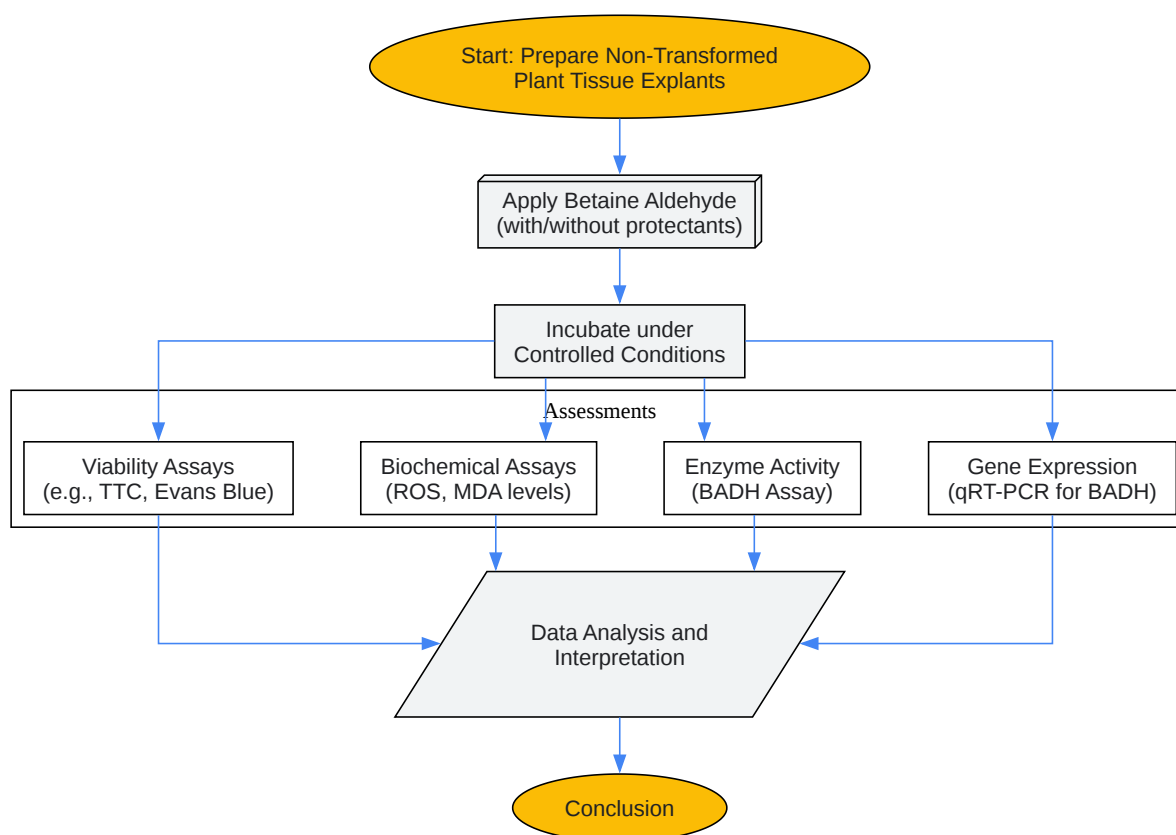 Start: Prepare Non-Transformed
Plant Tissue Explants
Apply Betaine Aldehyde
(with/without protectants)
Incubate under
Controlled Conditions
Assessments
Viability Assays
(e.g., TTC, Evans Blue)
Biochemical Assays
(ROS, MDA levels)
Enzyme Activity
(BADH Assay)
Gene Expression
(qRT-PCR for BADH)
Data Analysis and
Interpretation
Conclusion